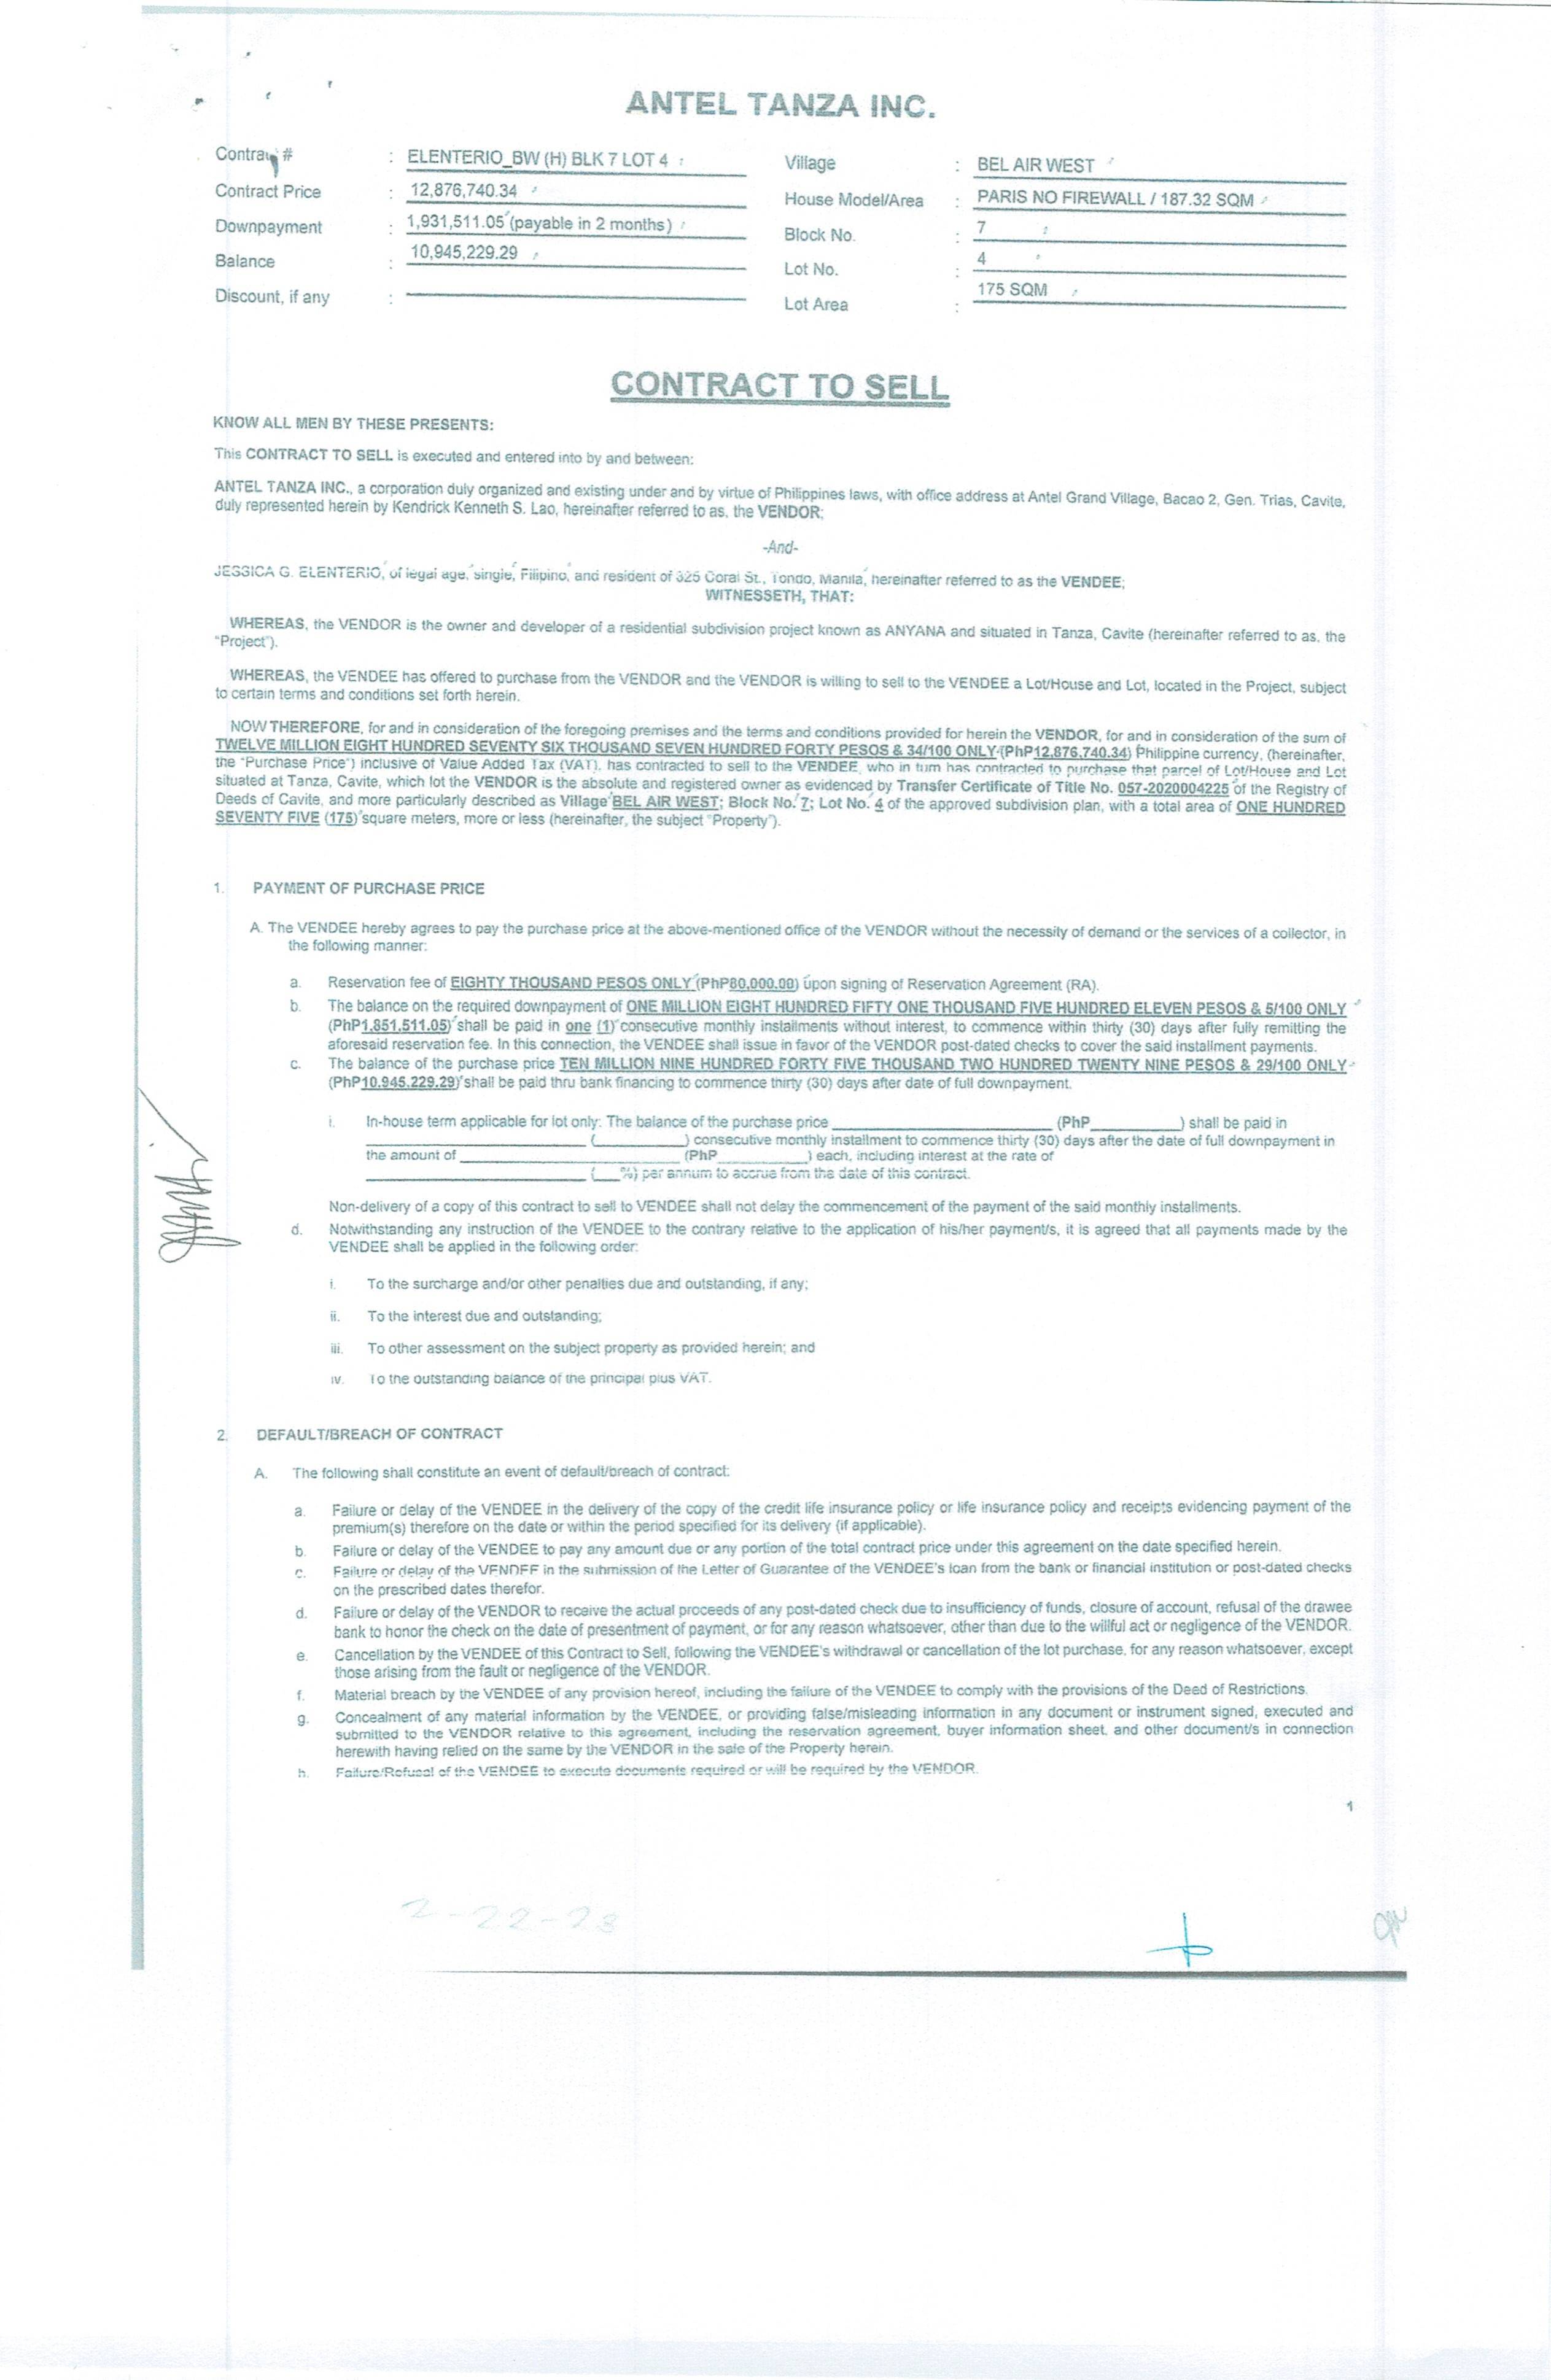 ANTEL TANZA INC.
Contract # : ELENTERIO_BW (H) BLK 7 LOT 4
Contract Price : 12,876,740.34
Downpayment : 1,931,511.05 (payable in 2 months)
Balance : 10,945,229.29
Discount, if any :
Village : BEL AIR WEST
House Model/Area : PARIS NO FIREWALL / 187.32 SQM
Block No. : 7
Lot No. : 4
Lot Area : 175 SQM
CONTRACT TO SELL
KNOW ALL MEN BY THESE PRESENTS:
This CONTRACT TO SELL is executed and entered into by and between:
ANTEL TANZA INC., a corporation duly organized and existing under and by virtue of Philippines laws, with office address at Antel Grand Village, Bacao 2, Gen. Trias, Cavite,
duly represented herein by Kendrick Kenneth S. Lao, hereinafter referred to as, the VENDOR;
-And-
JESSICA G. ELENTERIO, of legal age, single, Filipino, and resident of 325 Coral St., Tondo, Manila, hereinafter referred to as the VENDEE;
WITNESSETH, THAT:
WHEREAS, the VENDOR is the owner and developer of a residential subdivision project known as ANYANA and situated in Tanza, Cavite (hereinafter referred to as, the
"Project").
WHEREAS, the VENDEE has offered to purchase from the VENDOR and the VENDOR is willing to sell to the VENDEE a Lot/House and Lot, located in the Project, subject
to certain terms and conditions set forth herein.
NOW THEREFORE, for and in consideration of the foregoing premises and the terms and conditions provided for herein the VENDOR, for and in consideration of the sum of
TWELVE MILLION EIGHT HUNDRED SEVENTY SIX THOUSAND SEVEN HUNDRED FORTY PESOS & 34/100 ONLY (PhP12,876,740.34) Philippine currency, (hereinafter,
the "Purchase Price") inclusive of Value Added Tax (VAT), has contracted to sell to the VENDEE, who in turn has contracted to purchase that parcel of Lot/House and Lot
situated at Tanza, Cavite, which lot the VENDOR is the absolute and registered owner as evidenced by Transfer Certificate of Title No. 057-2020004225 of the Registry of
Deeds of Cavite, and more particularly described as Village BEL AIR WEST; Block No. 7; Lot No. 4 of the approved subdivision plan, with a total area of ONE HUNDRED
SEVENTY FIVE (175) square meters, more or less (hereinafter, the subject "Property").
1. PAYMENT OF PURCHASE PRICE
A. The VENDEE hereby agrees to pay the purchase price at the above-mentioned office of the VENDOR without the necessity of demand or the services of a collector, in
the following manner:
a. Reservation fee of EIGHTY THOUSAND PESOS ONLY (PhP80,000.00) upon signing of Reservation Agreement (RA).
b. The balance on the required downpayment of ONE MILLION EIGHT HUNDRED FIFTY ONE THOUSAND FIVE HUNDRED ELEVEN PESOS & 5/100 ONLY
(PhP1,851,511.05) shall be paid in one (1) consecutive monthly installments without interest, to commence within thirty (30) days after fully remitting the
aforesaid reservation fee. In this connection, the VENDEE shall issue in favor of the VENDOR post-dated checks to cover the said installment payments.
c. The balance of the purchase price TEN MILLION NINE HUNDRED FORTY FIVE THOUSAND TWO HUNDRED TWENTY NINE PESOS & 29/100 ONLY
(PhP10,945,229.29) shall be paid thru bank financing to commence thirty (30) days after date of full downpayment.
i. In-house term applicable for lot only: The balance of the purchase price ____ (PhP____) shall be paid in
____ (____) consecutive monthly installment to commence thirty (30) days after the date of full downpayment in
the amount of ____ (PhP____) each, including interest at the rate of
____ (____%) per annum to accrue from the date of this contract.
Non-delivery of a copy of this contract to sell to VENDEE shall not delay the commencement of the payment of the said monthly installments.
d. Notwithstanding any instruction of the VENDEE to the contrary relative to the application of his/her payment/s, it is agreed that all payments made by the
VENDEE shall be applied in the following order:
i. To the surcharge and/or other penalties due and outstanding, if any;
ii. To the interest due and outstanding;
iii. To other assessment on the subject property as provided herein; and
iv. To the outstanding balance of the principal plus VAT.
2. DEFAULT/BREACH OF CONTRACT
A. The following shall constitute an event of default/breach of contract:
a. Failure or delay of the VENDEE in the delivery of the copy of the credit life insurance policy or life insurance policy and receipts evidencing payment of the
premium(s) therefore on the date or within the period specified for its delivery (if applicable).
b. Failure or delay of the VENDEE to pay any amount due or any portion of the total contract price under this agreement on the date specified herein.
c. Failure or delay of the VENDEE in the submission of the Letter of Guarantee of the VENDEE's loan from the bank or financial institution or post-dated checks
on the prescribed dates therefor.
d. Failure or delay of the VENDOR to receive the actual proceeds of any post-dated check due to insufficiency of funds, closure of account, refusal of the drawee
bank to honor the check on the date of presentment of payment, or for any reason whatsoever, other than due to the willful act or negligence of the VENDOR.
e. Cancellation by the VENDEE of this Contract to Sell, following the VENDEE's withdrawal or cancellation of the lot purchase, for any reason whatsoever, except
those arising from the fault or negligence of the VENDOR.
f. Material breach by the VENDEE of any provision hereof, including the failure of the VENDEE to comply with the provisions of the Deed of Restrictions.
g. Concealment of any material information by the VENDEE, or providing false/misleading information in any document or instrument signed, executed and
submitted to the VENDOR relative to this agreement, including the reservation agreement, buyer information sheet, and other document/s in connection
herewith having relied on the same by the VENDOR in the sale of the Property herein.
h. Failure/Refusal of the VENDEE to execute documents required or will be required by the VENDOR.
1
2-22-23